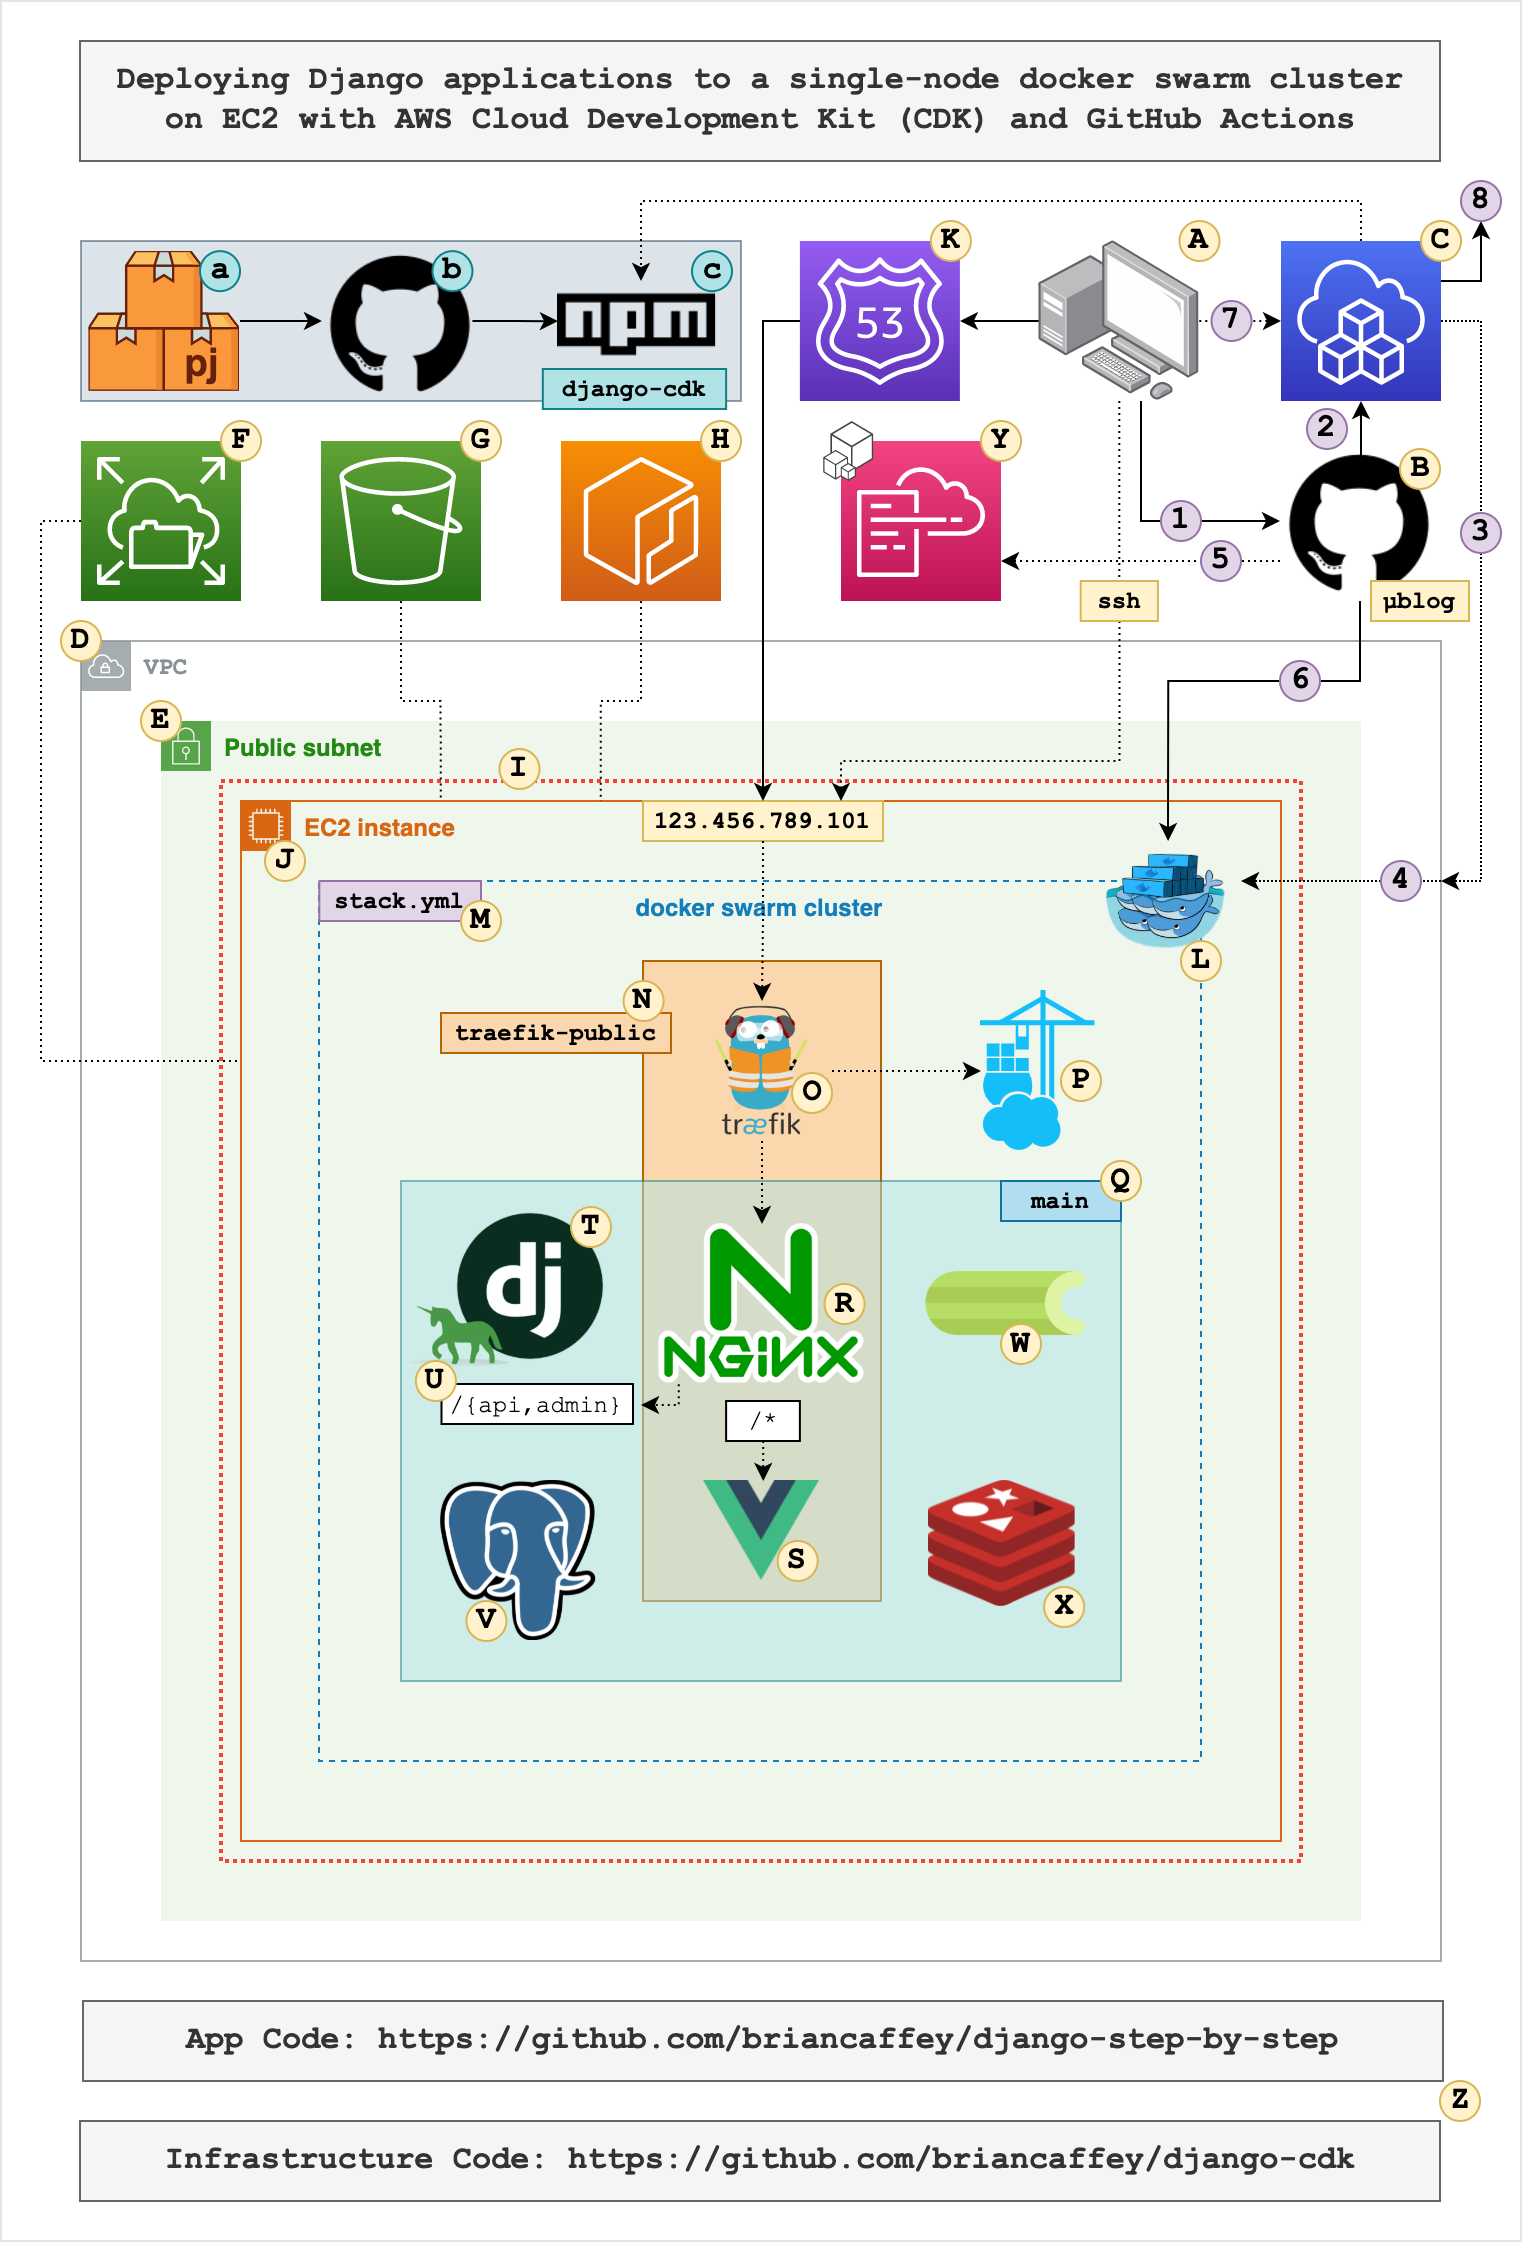 Deploying Django applications to a single-node docker swarm cluster
on EC2 with AWS Cloud Development Kit (CDK) and GitHub Actions
8
K
A
C
a
b
c
pj
npm
53
7
django-cdk
2
F
G
H
Y
B
1
3
5
ssh
µblog
D
VPC
6
E
Public subnet
I
EC2 instance
123.456.789.101
J
4
stack.yml
M
docker swarm cluster
L
N
traefik-public
O
P
træfik
Q
main
T
dj
R
W
NGiNX
U
/{api,admin}
/*
S
V
X
App Code: https://github.com/briancaffey/django-step-by-step
Z
Infrastructure Code: https://github.com/briancaffey/django-cdk